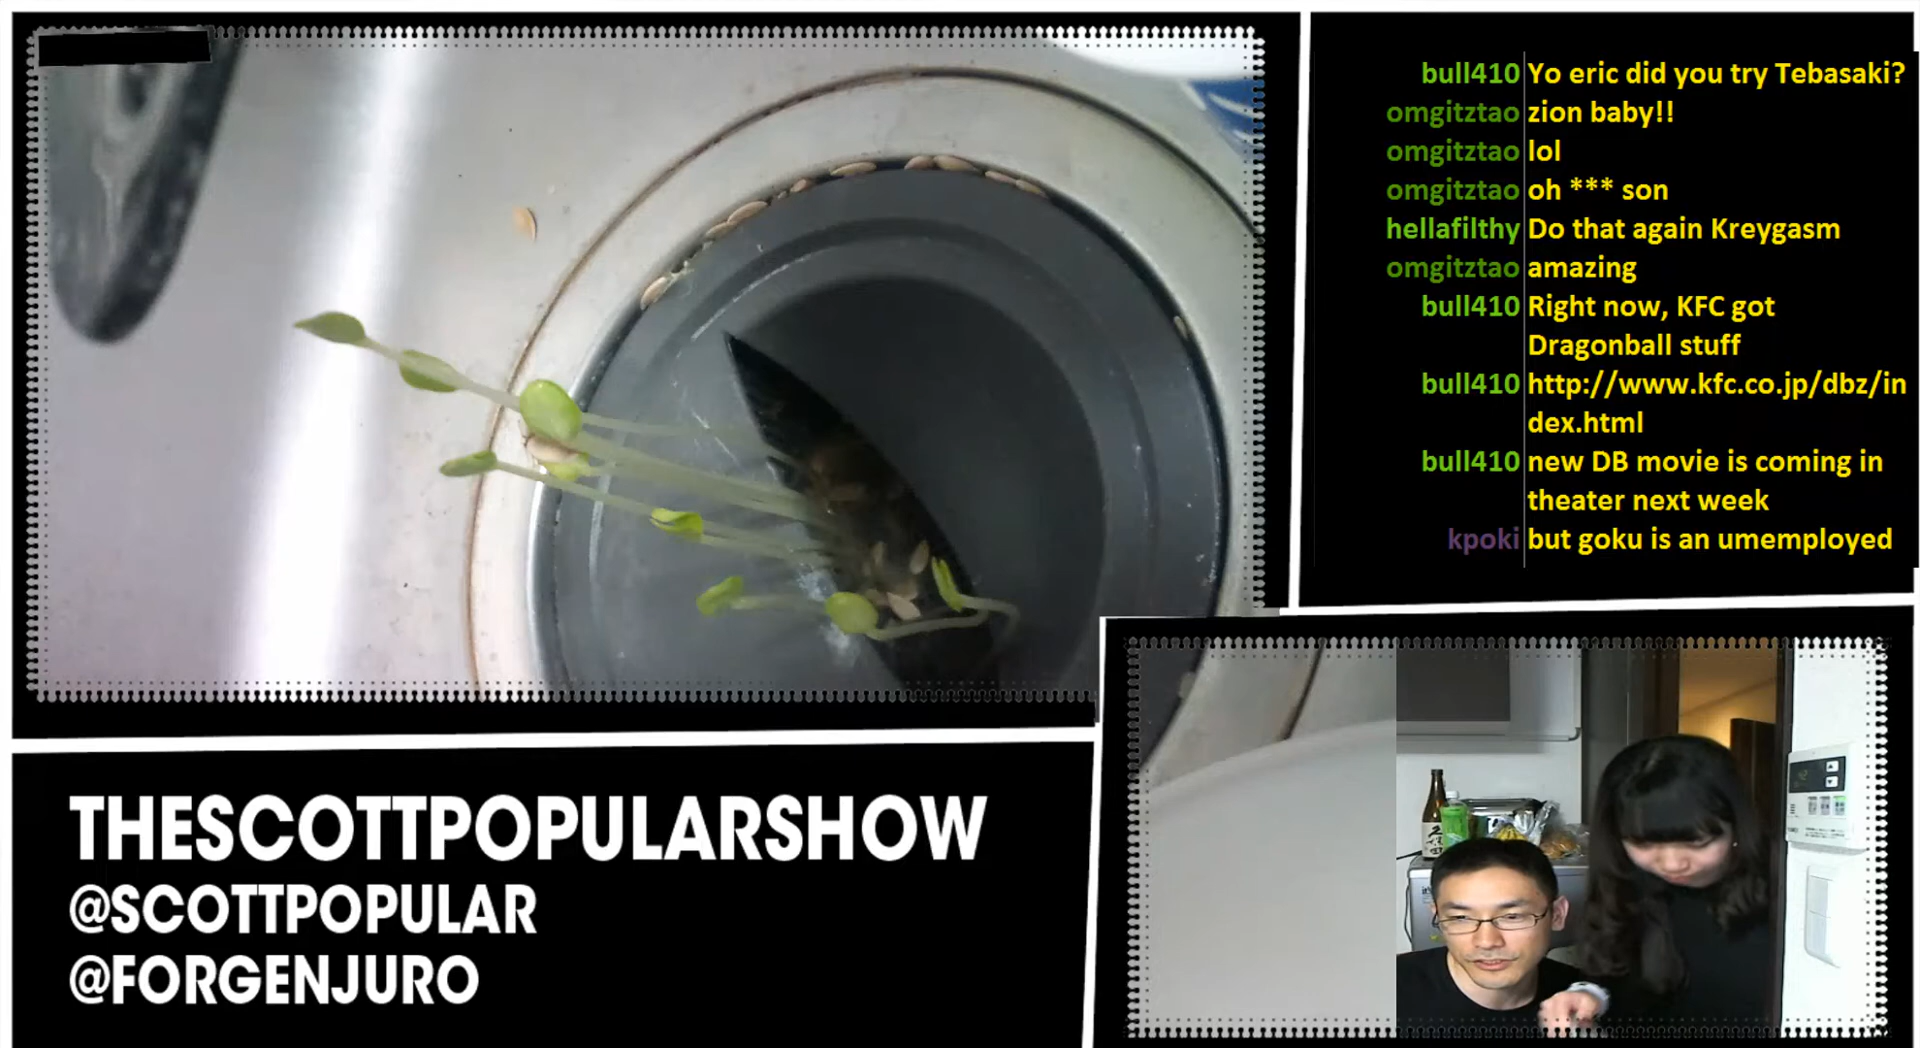 bull410 Yo eric did you try Tebasaki?
omgitztao zion baby!!
omgitztao lol
omgitztao oh *** son
hellafilthy Do that again Kreygasm
omgitztao amazing
bull410 Right now, KFC got
Dragonball stuff
bull410 http://www.kfc.co.jp/dbz/in
dex.html
bull410 new DB movie is coming in
theater next week
kpoki but goku is an umemployed
THESCOTTPOPULARSHOW
@SCOTTPOPULAR
@FORGENJURO